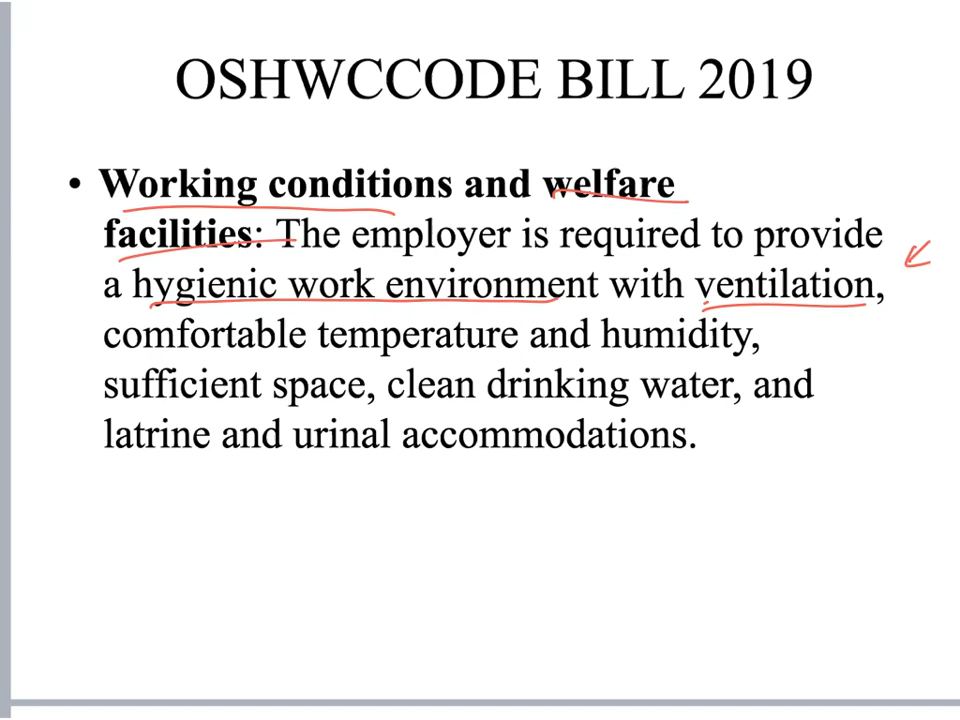 OSHWCCODE BILL 2019
• Working conditions and welfare
facilities: The employer is required to provide
a hygienic work environment with ventilation,
comfortable temperature and humidity,
sufficient space, clean drinking water, and
latrine and urinal accommodations.